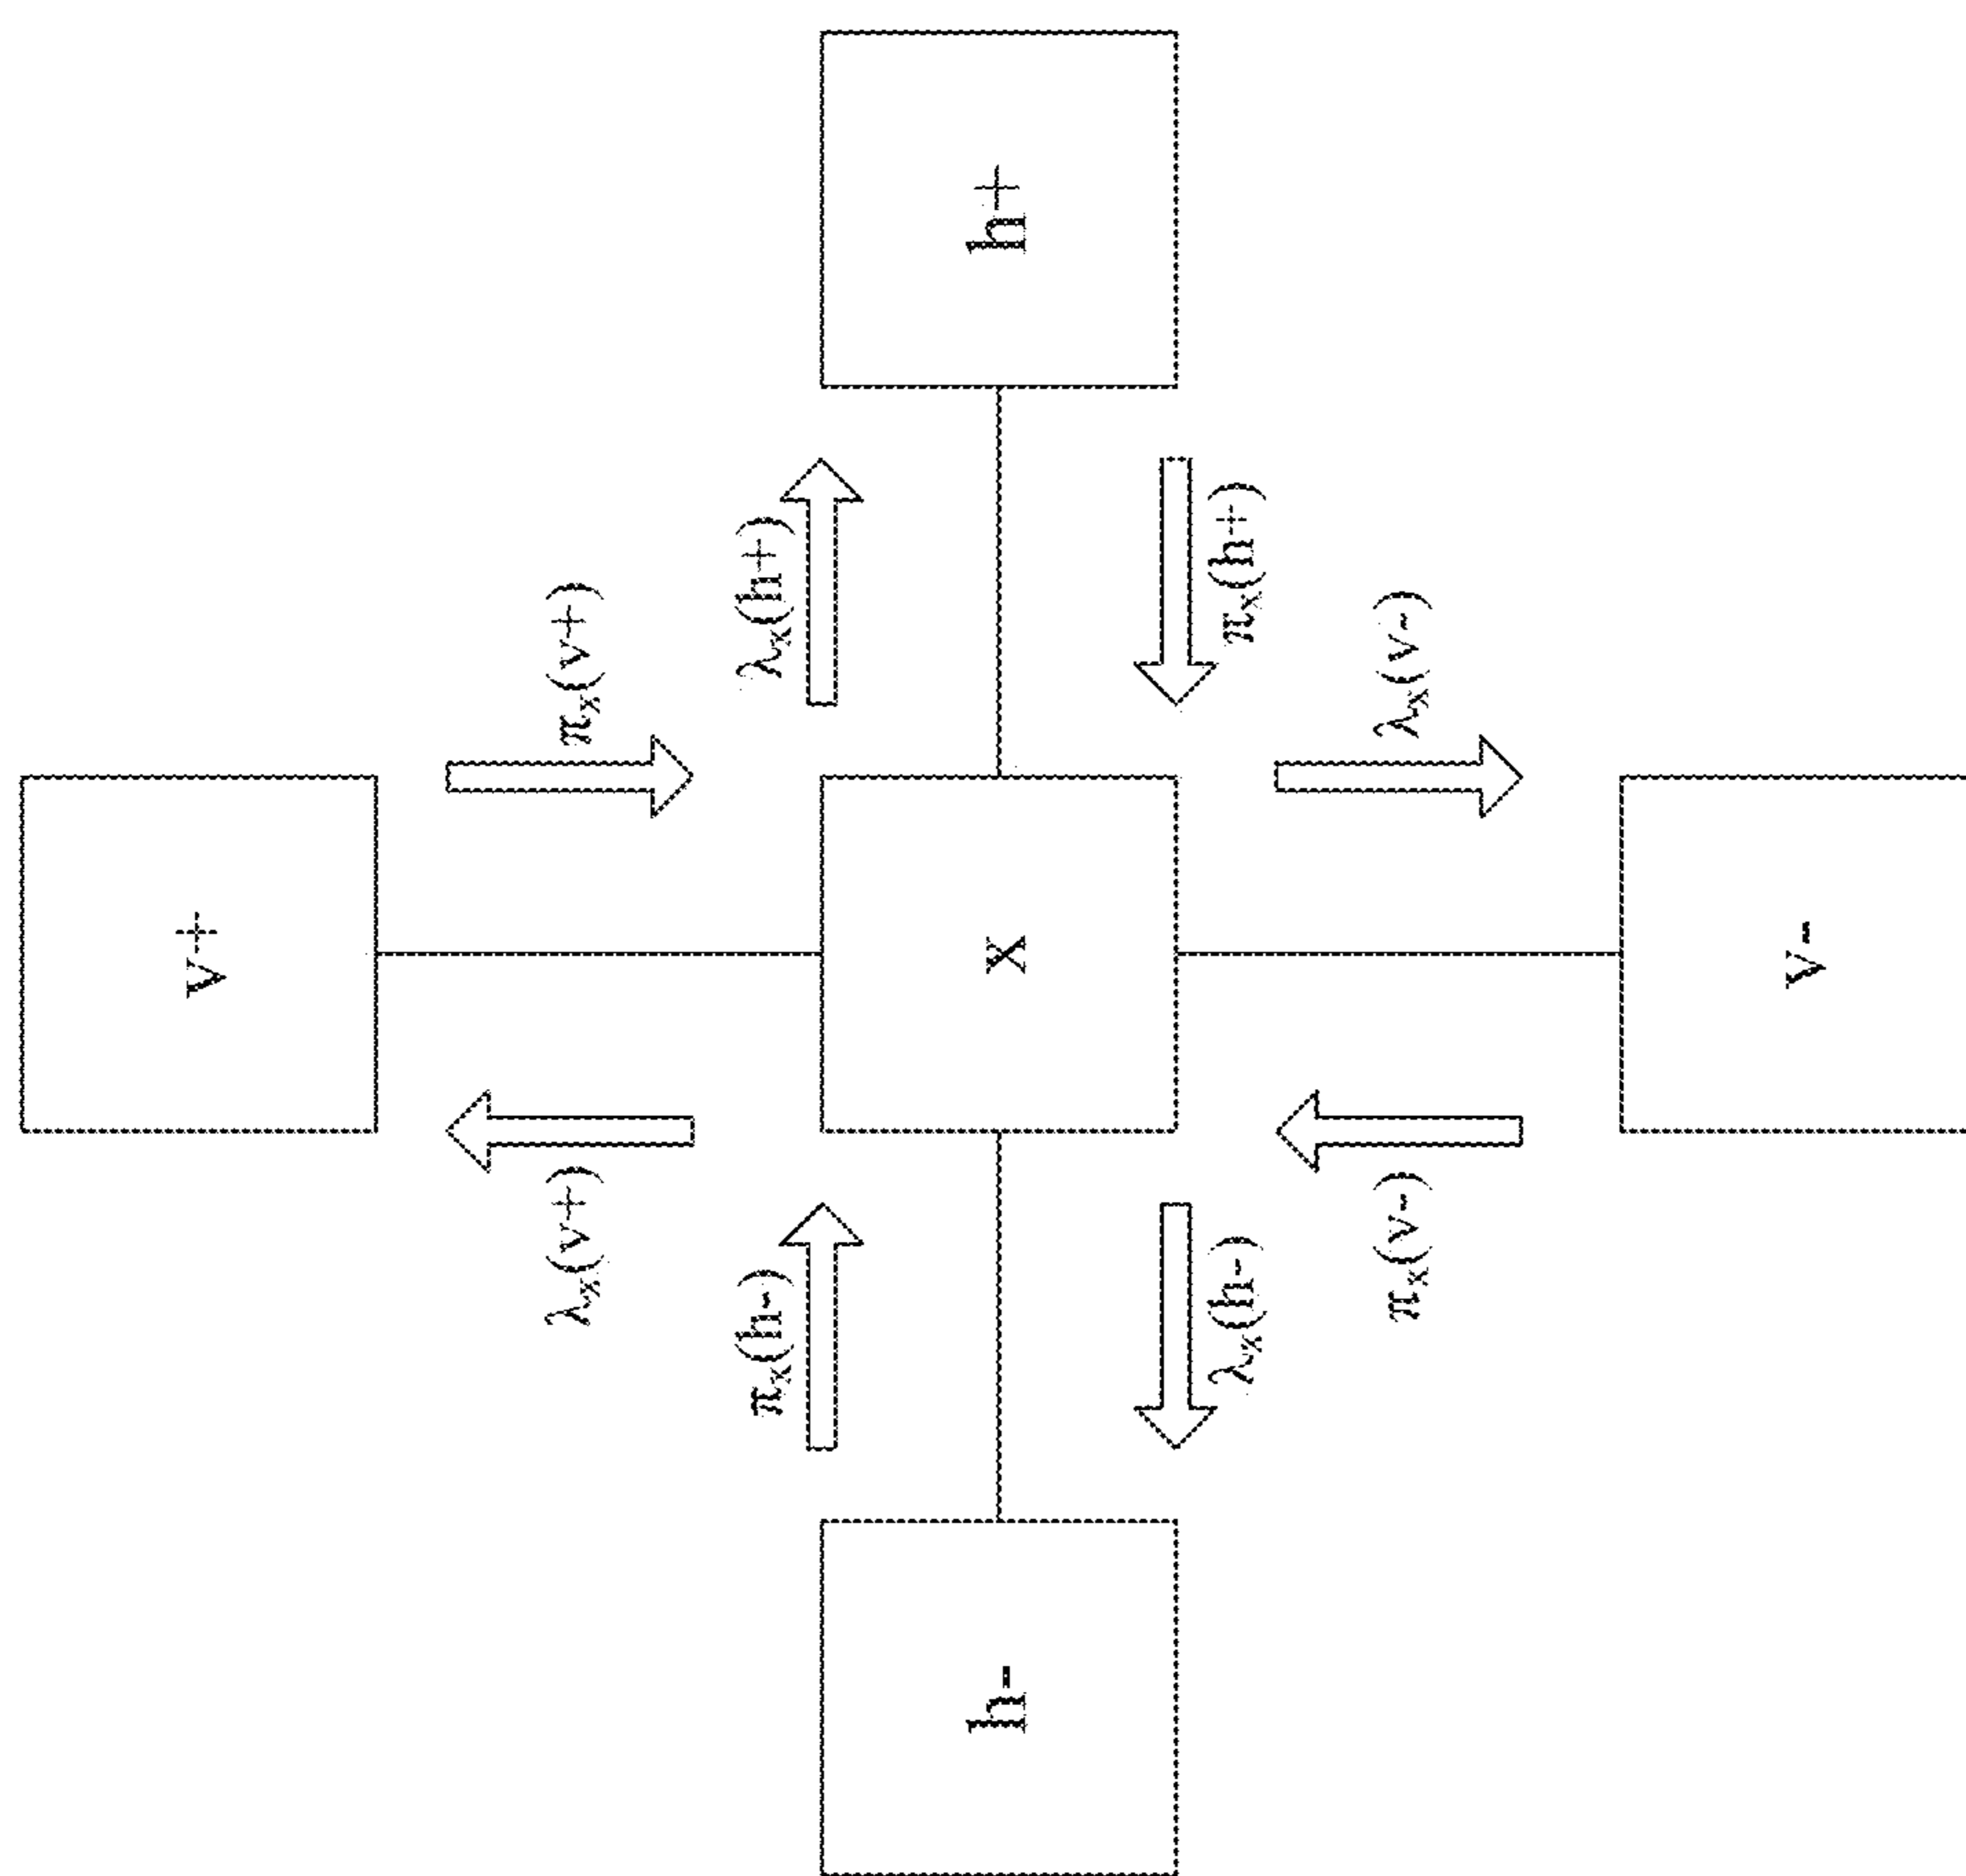 v+
λₓ(v+)
πₓ(v+)
πₓ(h-)
λₓ(h+)
h-
x
h+
λₓ(h-)
πₓ(h+)
πₓ(v-)
λₓ(v-)
v-